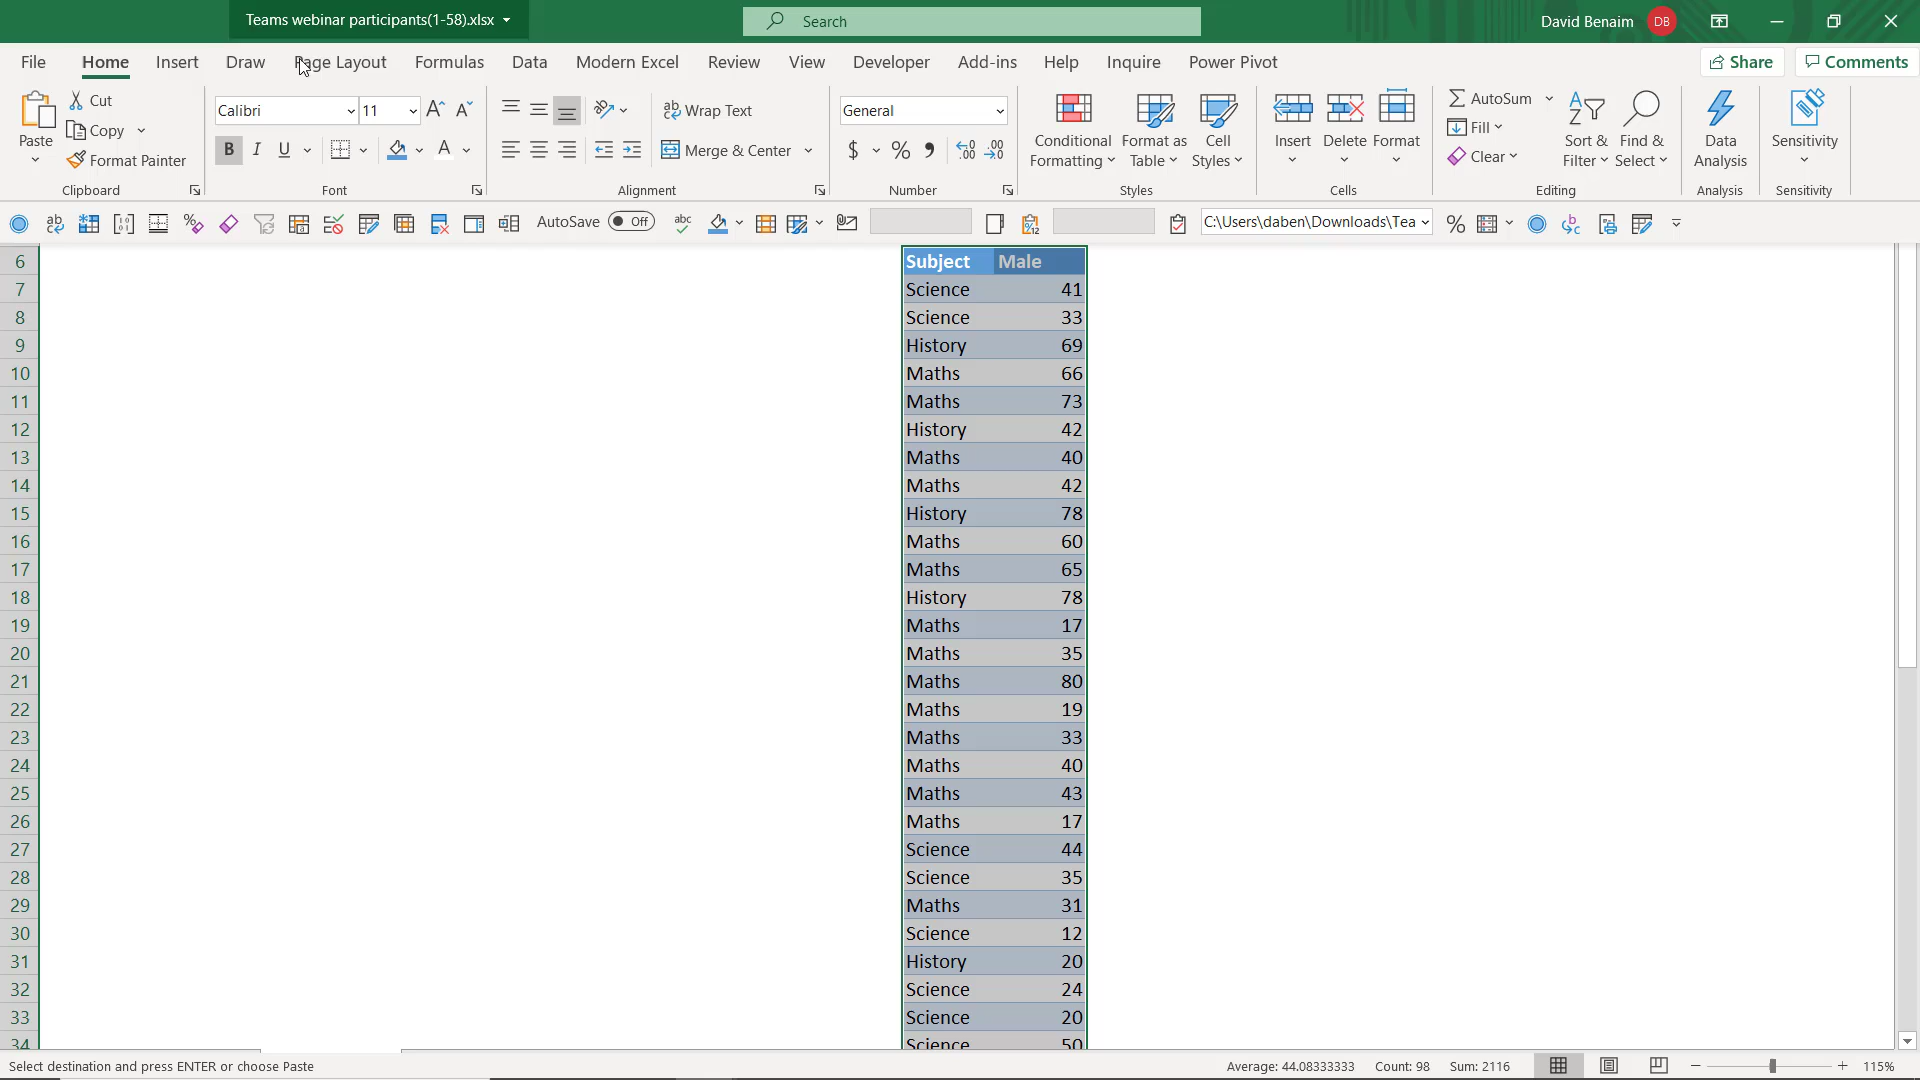 Teams webinar participants(1-58).xlsx
Search
David Benaim DB
File Home Insert Draw Page Layout Formulas Data Modern Excel Review View Developer Add-ins Help Inquire Power Pivot Share Comments
Paste
Cut
Copy
Format Painter
Clipboard
Calibri 11
B I U A
Font
ab Wrap Text
Merge & Center
Alignment
General
$ % 9
Number
Conditional Formatting
Format as Table
Cell Styles
Styles
Insert Delete Format
Cells
AutoSum
Fill
Clear
Sort & Filter
Find & Select
Editing
Data Analysis
Analysis
Sensitivity
Sensitivity
AutoSave Off abc C:\Users\daben\Downloads\Tea %
6 Subject Male
7 Science 41
8 Science 33
9 History 69
10 Maths 66
11 Maths 73
12 History 42
13 Maths 40
14 Maths 42
15 History 78
16 Maths 60
17 Maths 65
18 History 78
19 Maths 17
20 Maths 35
21 Maths 80
22 Maths 19
23 Maths 33
24 Maths 40
25 Maths 43
26 Maths 17
27 Science 44
28 Science 35
29 Maths 31
30 Science 12
31 History 20
32 Science 24
33 Science 20
34 Science 50
Select destination and press ENTER or choose Paste
Average: 44.08333333 Count: 98 Sum: 2116 115%